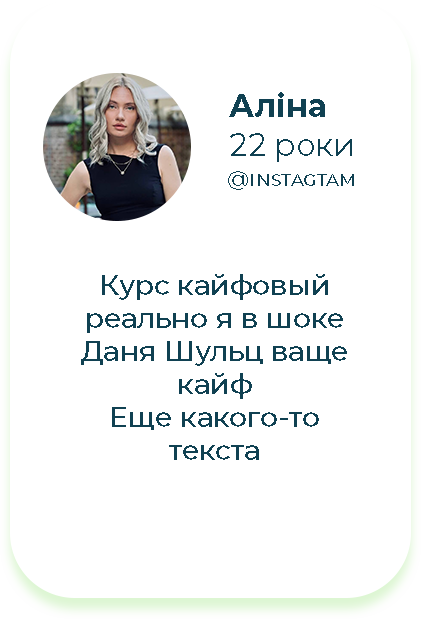 Аліна
22 роки
@INSTAGTAM
Курс кайфовый
реально я в шоке
Даня Шульц ваще
кайф
Еще какого-то
текста